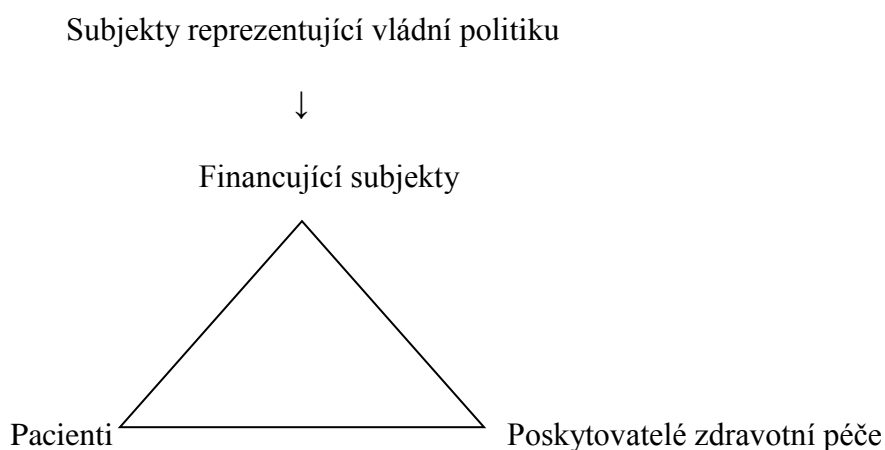 Subjekty reprezentující vládní politiku
↓
Financující subjekty
Pacienti
Poskytovatelé zdravotní péče